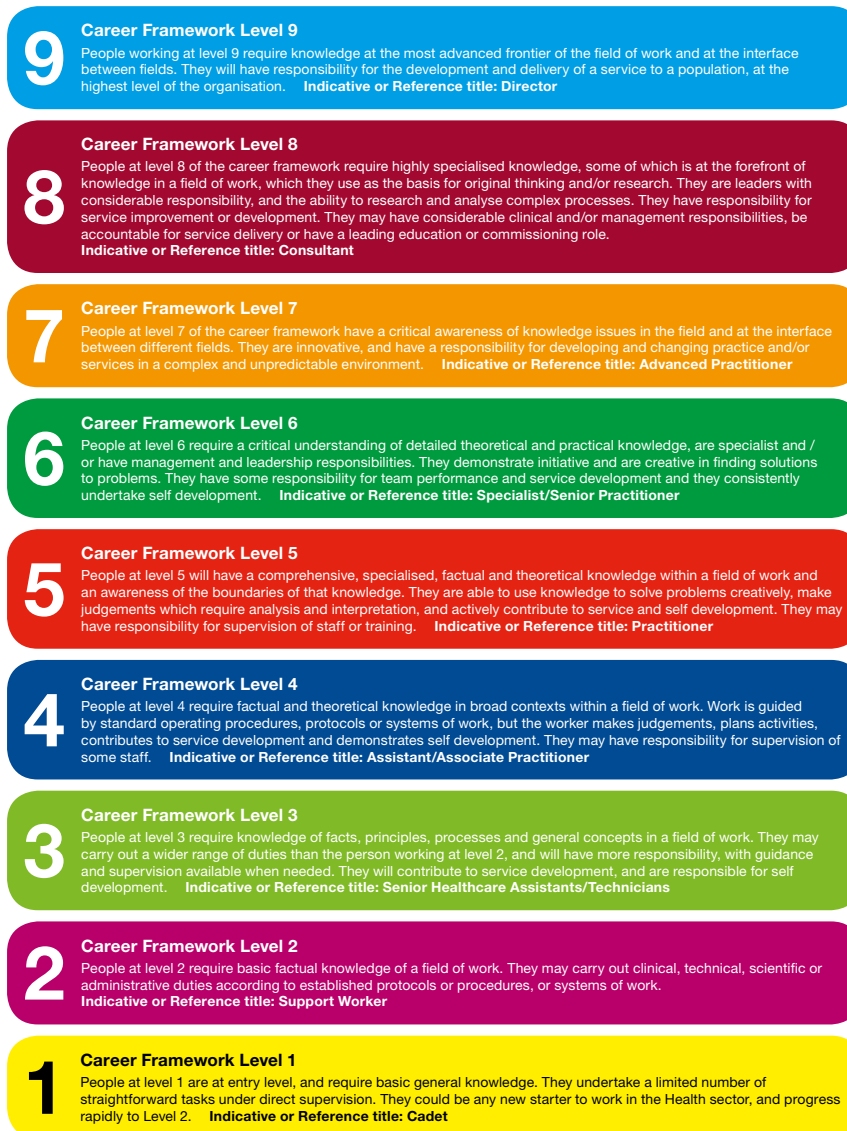 9
Career Framework Level 9
People working at level 9 require knowledge at the most advanced frontier of the field of work and at the interface
between fields. They will have responsibility for the development and delivery of a service to a population, at the
highest level of the organisation. Indicative or Reference title: Director
8
Career Framework Level 8
People at level 8 of the career framework require highly specialised knowledge, some of which is at the forefront of
knowledge in a field of work, which they use as the basis for original thinking and/or research. They are leaders with
considerable responsibility, and the ability to research and analyse complex processes. They have responsibility for
service improvement or development. They may have considerable clinical and/or management responsibilities, be
accountable for service delivery or have a leading education or commissioning role.
Indicative or Reference title: Consultant
7
Career Framework Level 7
People at level 7 of the career framework have a critical awareness of knowledge issues in the field and at the interface
between different fields. They are innovative, and have a responsibility for developing and changing practice and/or
services in a complex and unpredictable environment. Indicative or Reference title: Advanced Practitioner
6
Career Framework Level 6
People at level 6 require a critical understanding of detailed theoretical and practical knowledge, are specialist and /
or have management and leadership responsibilities. They demonstrate initiative and are creative in finding solutions
to problems. They have some responsibility for team performance and service development and they consistently
undertake self development. Indicative or Reference title: Specialist/Senior Practitioner
5
Career Framework Level 5
People at level 5 will have a comprehensive, specialised, factual and theoretical knowledge within a field of work and
an awareness of the boundaries of that knowledge. They are able to use knowledge to solve problems creatively, make
judgements which require analysis and interpretation, and actively contribute to service and self development. They may
have responsibility for supervision of staff or training. Indicative or Reference title: Practitioner
4
Career Framework Level 4
People at level 4 require factual and theoretical knowledge in broad contexts within a field of work. Work is guided
by standard operating procedures, protocols or systems of work, but the worker makes judgements, plans activities,
contributes to service development and demonstrates self development. They may have responsibility for supervision of
some staff. Indicative or Reference title: Assistant/Associate Practitioner
3
Career Framework Level 3
People at level 3 require knowledge of facts, principles, processes and general concepts in a field of work. They may
carry out a wider range of duties than the person working at level 2, and will have more responsibility, with guidance
and supervision available when needed. They will contribute to service development, and are responsible for self
development. Indicative or Reference title: Senior Healthcare Assistants/Technicians
2
Career Framework Level 2
People at level 2 require basic factual knowledge of a field of work. They may carry out clinical, technical, scientific or
administrative duties according to established protocols or procedures, or systems of work.
Indicative or Reference title: Support Worker
1
Career Framework Level 1
People at level 1 are at entry level, and require basic general knowledge. They undertake a limited number of
straightforward tasks under direct supervision. They could be any new starter to work in the Health sector, and progress
rapidly to Level 2. Indicative or Reference title: Cadet